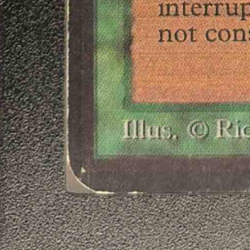 interrup
not cons
Illus. © Ric